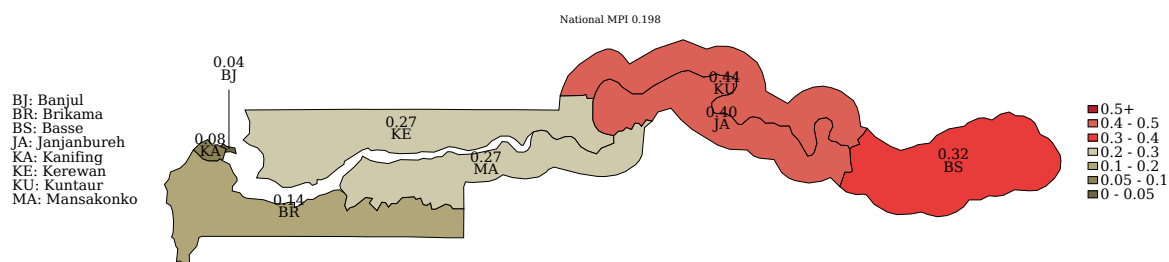 National MPI 0.198
0.04
BJ
BJ: Banjul
BR: Brikama
BS: Basse
JA: Janjanbureh
KA: Kanifing
KE: Kerewan
KU: Kuntaur
MA: Mansakonko
0.08
KA
0.27
KE
0.27
MA
0.14
BR
0.44
KU
0.40
JA
0.32
BS
0.5+
0.4 - 0.5
0.3 - 0.4
0.2 - 0.3
0.1 - 0.2
0.05 - 0.1
0 - 0.05